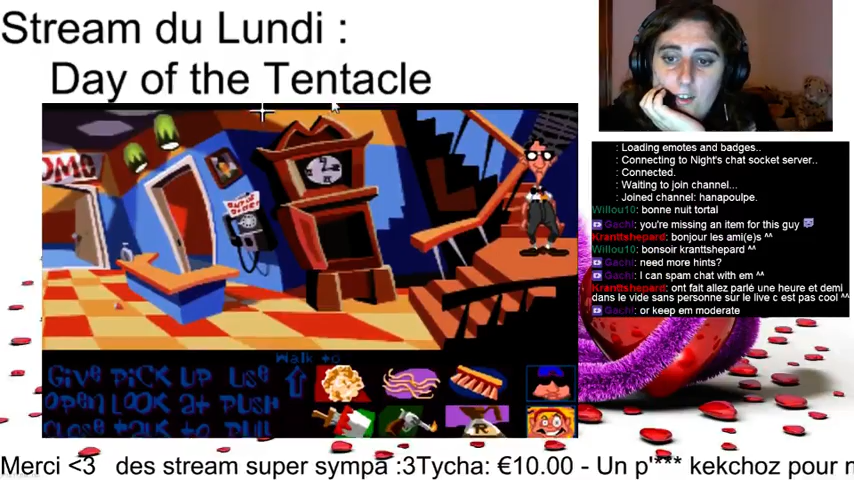 Stream du Lundi :
Day of the Tentacle
: Loading emotes and badges..
: Connecting to Night's chat socket server..
: Connected.
: Waiting to join channel...
: Joined channel: hanapoulpe.
Willou10: bonne nuit tortal
Gachi: you're missing an item for this guy
Kranttshepard: bonjour les ami(e)s ^^
Willou10: bonsoir kranttshepard ^^
Gachi: need more hints?
Gachi: I can spam chat with em ^^
Kranttshepard: ont fait allez parlé une heure et demi
dans le vide sans personne sur le live c est pas cool ^^
Gachi: or keep em moderate
Walk to
Give Pick up Use
Open Look at Push
Close Talk to Pull
R
Merci <3 des stream super sympa :3Tycha: €10.00 - Un p'*** kekchoz pour